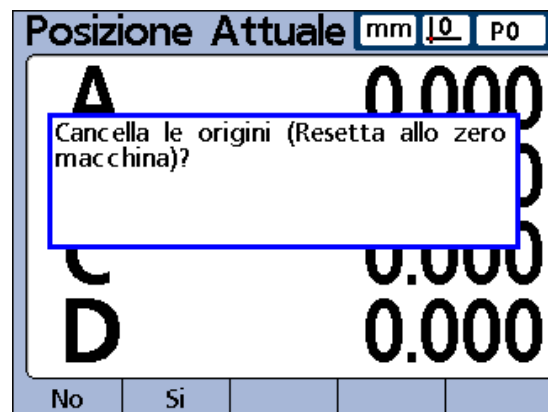 Posizione Attuale mm 0 P0
A 0.000
Cancella le origini (Resetta allo zero
macchina)?
C 0.000
D 0.000
No Si